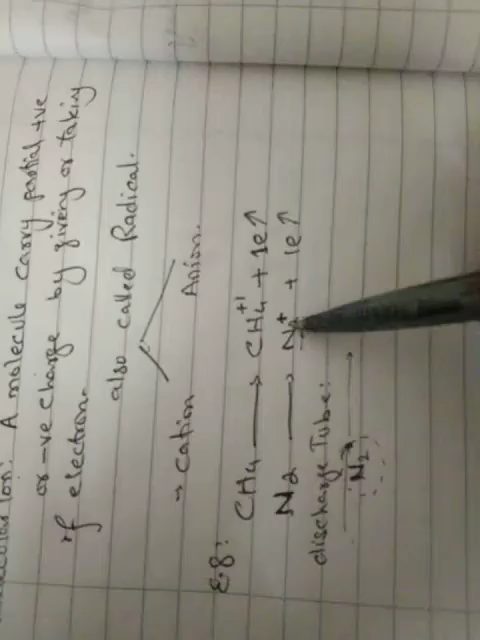 Ion: A molecule carry partial +ve
or -ve charge by giving or taking
of electron.
also called Radical.
→ Cation Anion.
E.g:
CH4 → CH4+1 + 1e↑
N2 → N2+ + 1e↑
discharge Tube:
N2